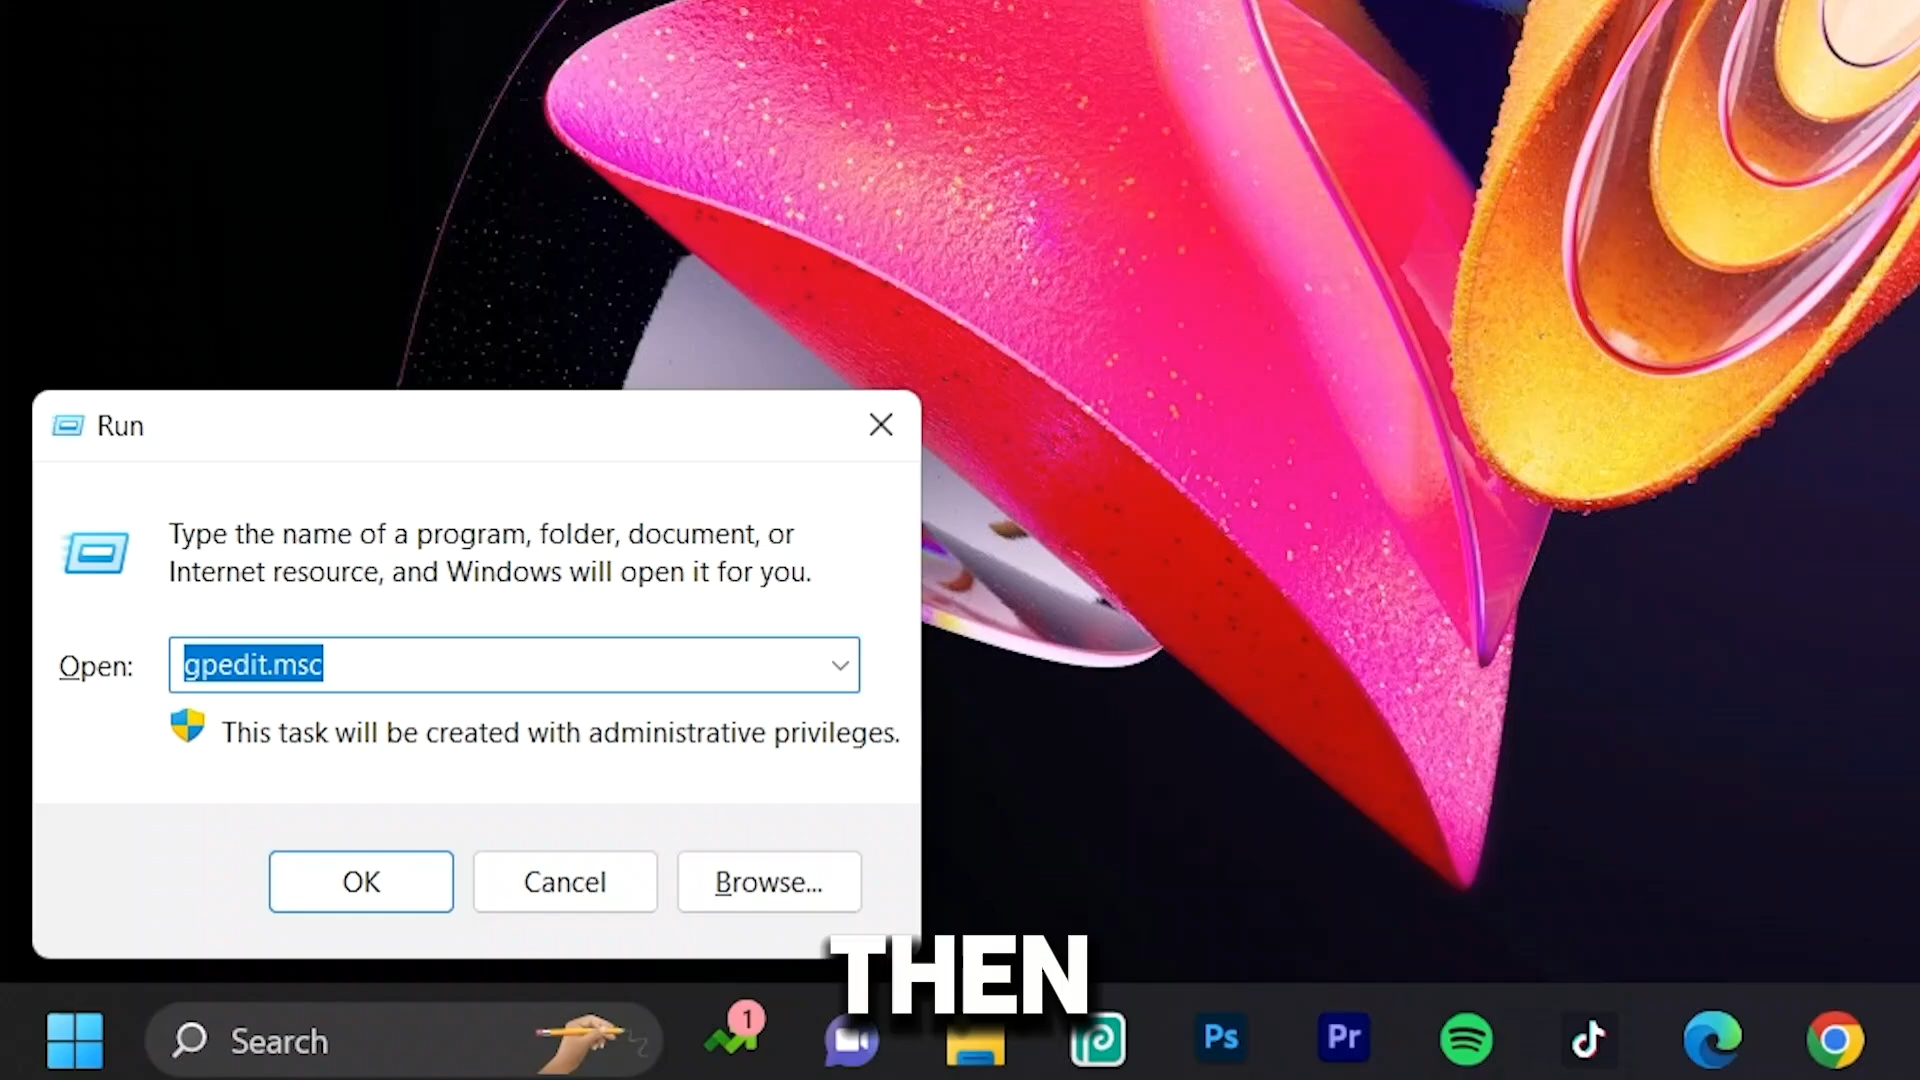 Run
Type the name of a program, folder, document, or
Internet resource, and Windows will open it for you.
Open:
gpedit.msc
This task will be created with administrative privileges.
OK
Cancel
Browse...
THEN
Search
1
Ps
Pr